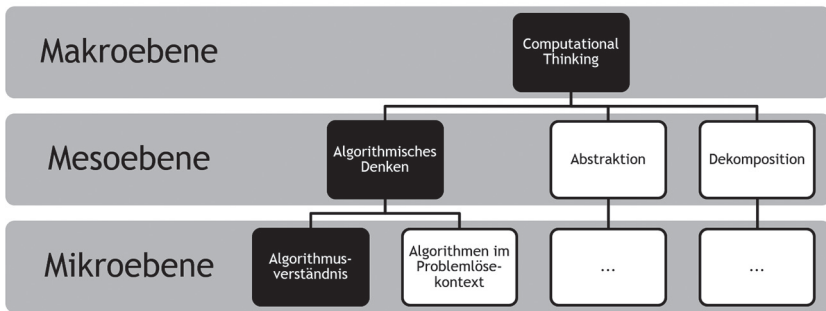 Makroebene
Computational
Thinking
Mesoebene
Algorithmisches
Denken
Abstraktion
Dekomposition
Mikroebene
Algorithmus-
verständnis
Algorithmen im
Problemlöse-
kontext
...
...